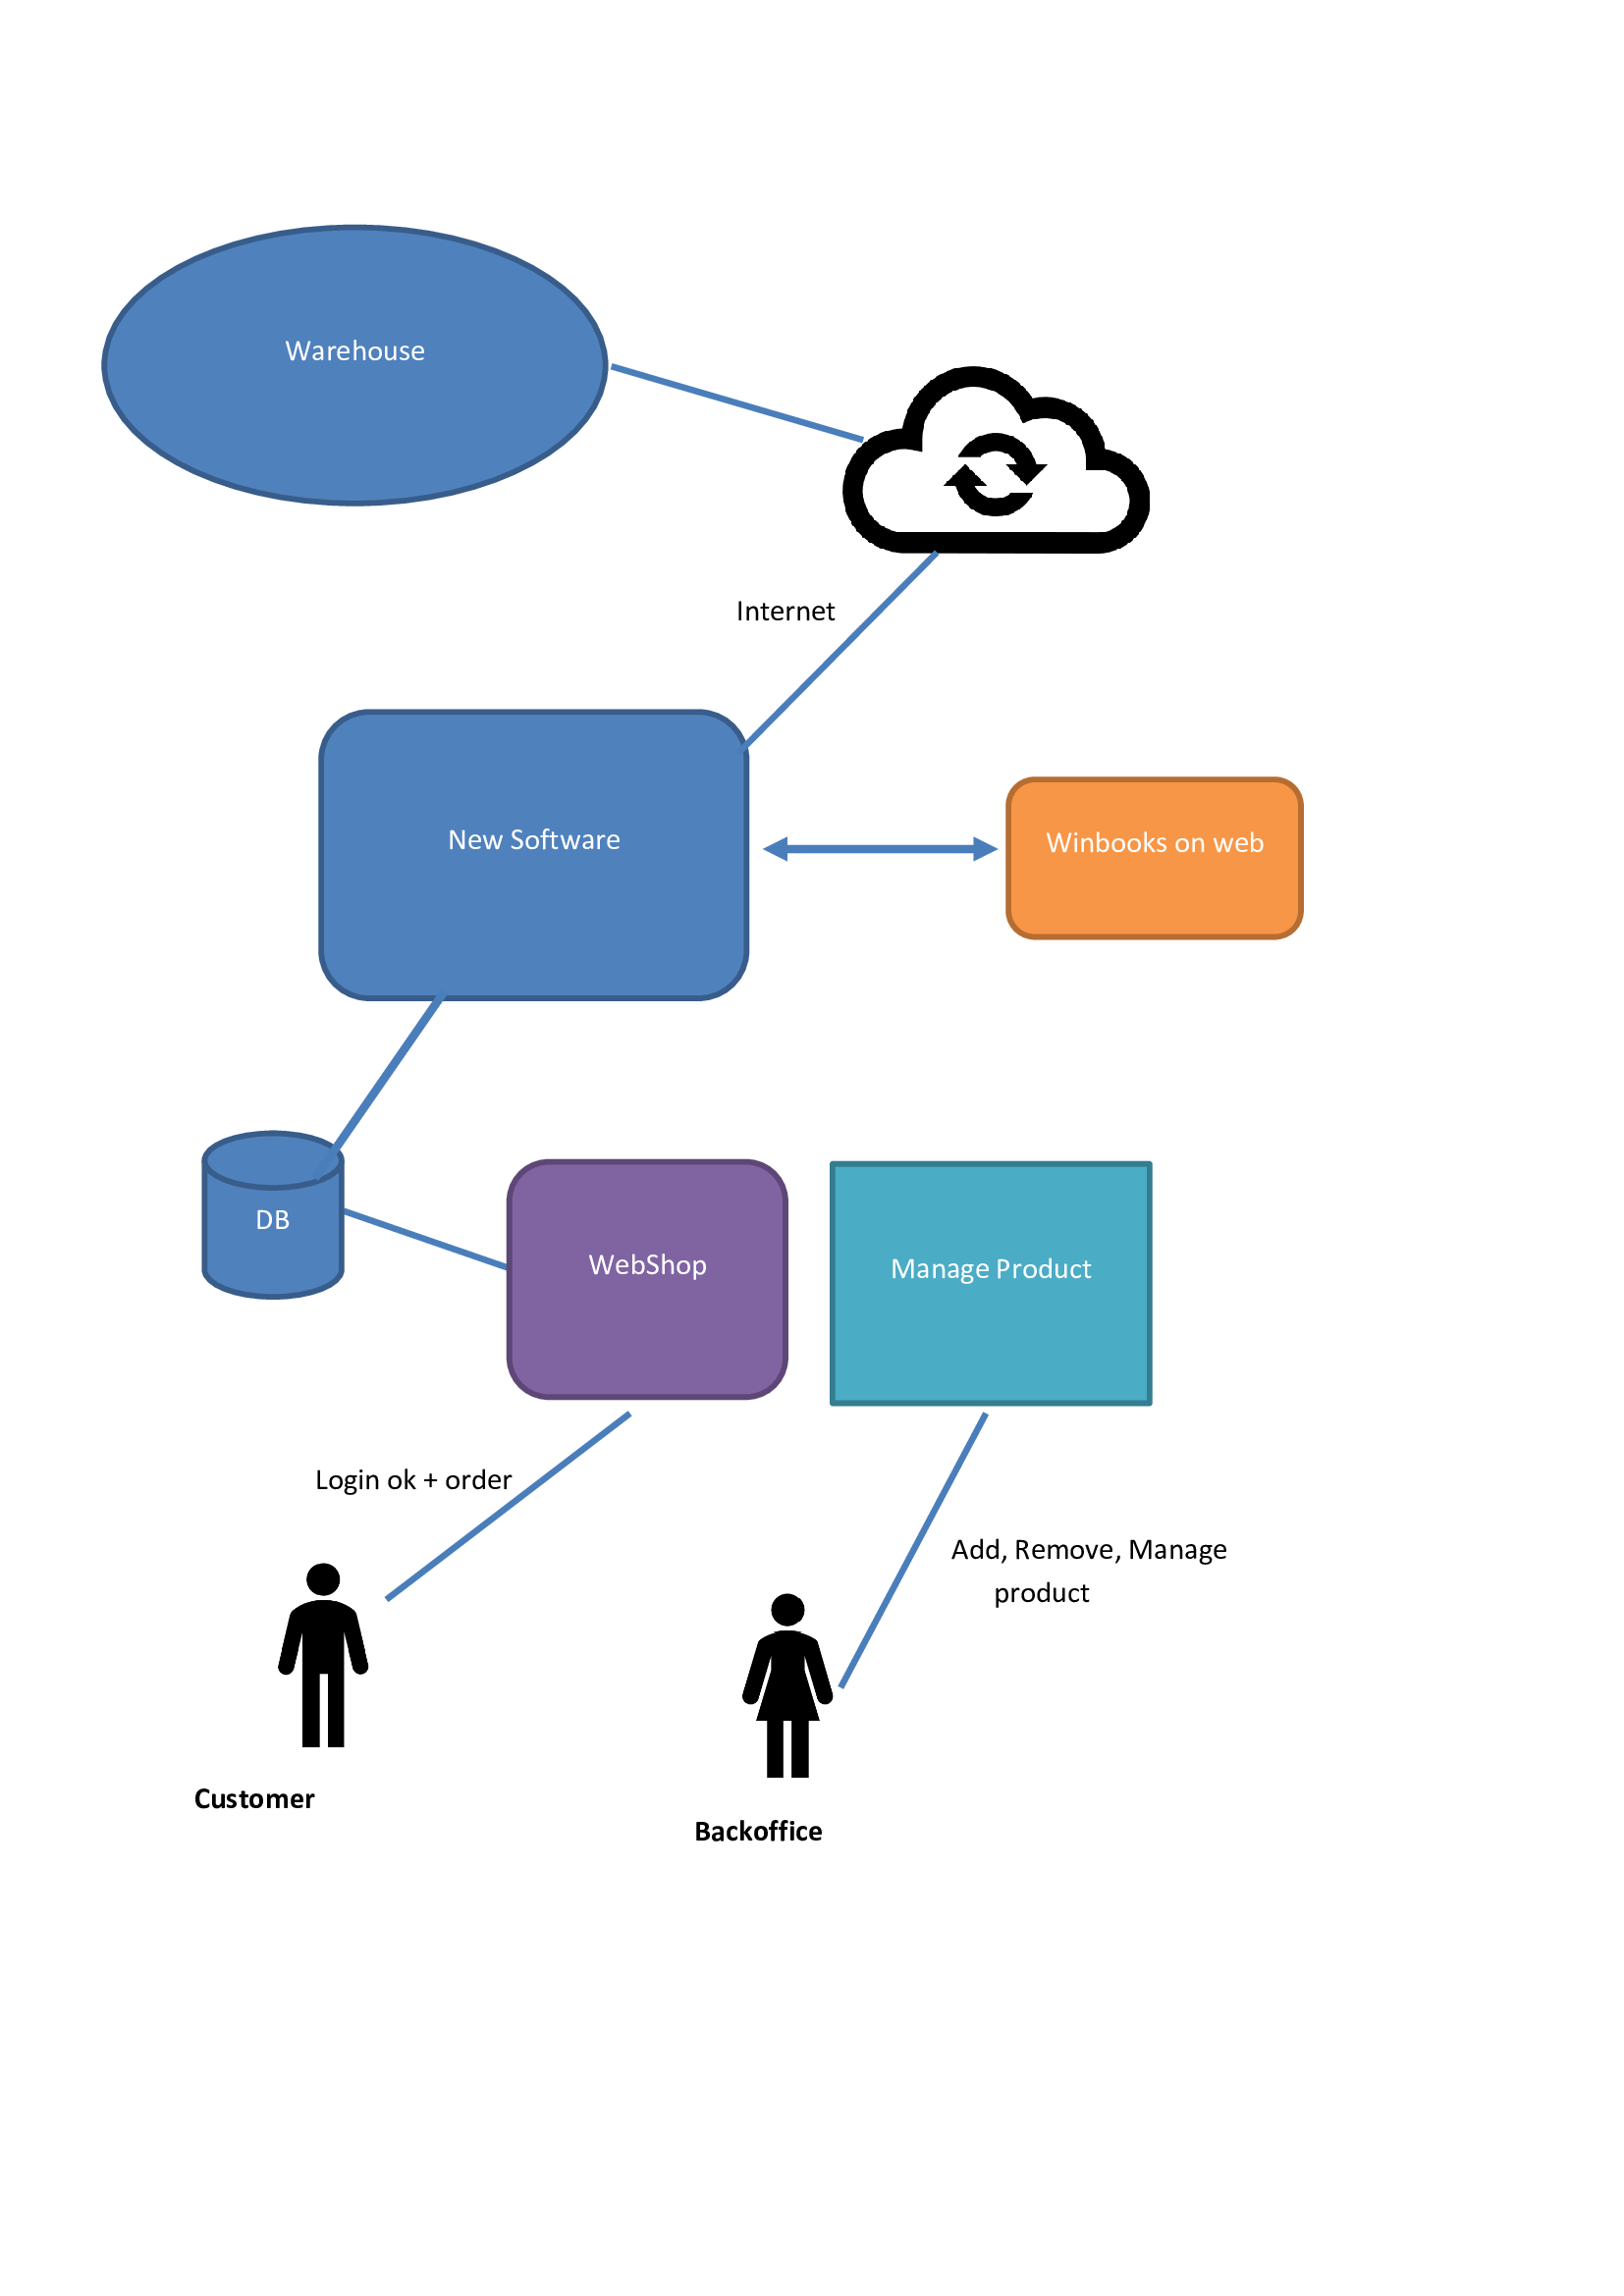 Warehouse
Internet
New Software
Winbooks on web
DB
WebShop
Manage Product
Login ok + order
Add, Remove, Manage
product
Customer
Backoffice